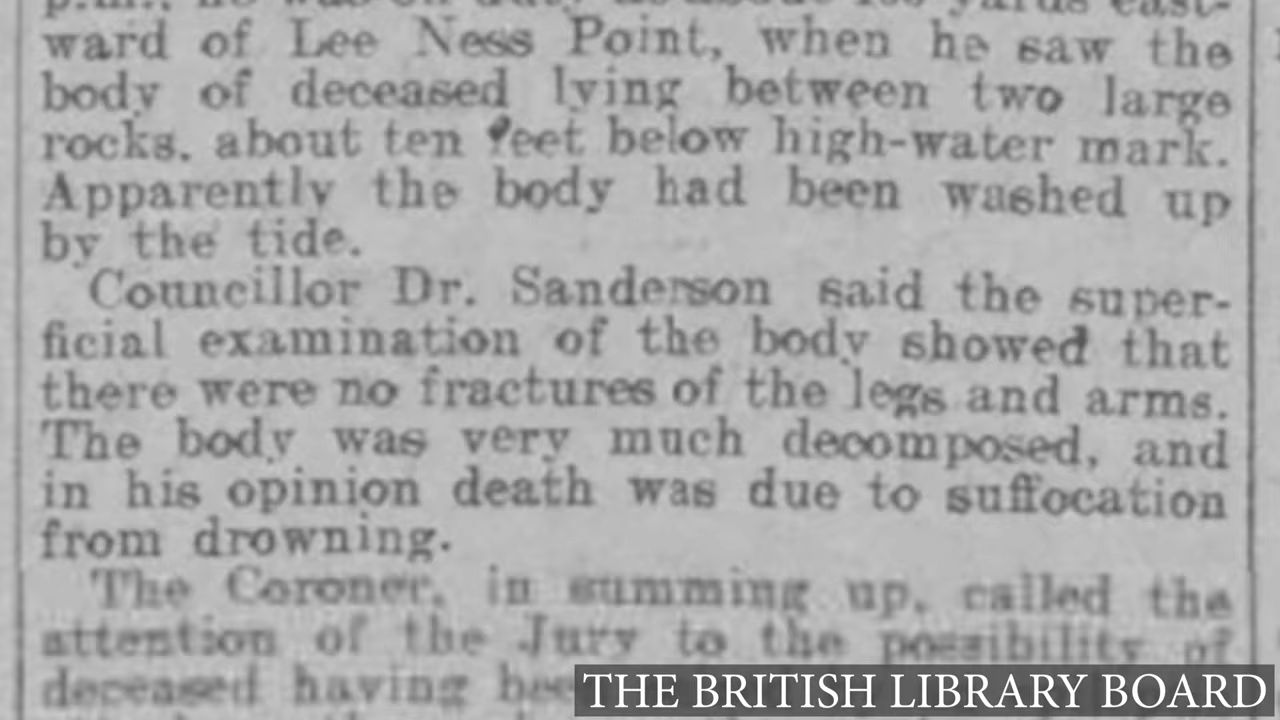 ward of Lee Ness Point, when he saw the
body of deceased lying between two large
rocks. about ten feet below high-water mark.
Apparently the body had been washed up
by the tide.
Councillor Dr. Sanderson said the super-
ficial examination of the body showed that
there were no fractures of the legs and arms.
The body was very much decomposed, and
in his opinion death was due to suffocation
from drowning.
The Coroner, in summing up, called the
attention of the Jury to the possibility of
deceased having
THE BRITISH LIBRARY BOARD